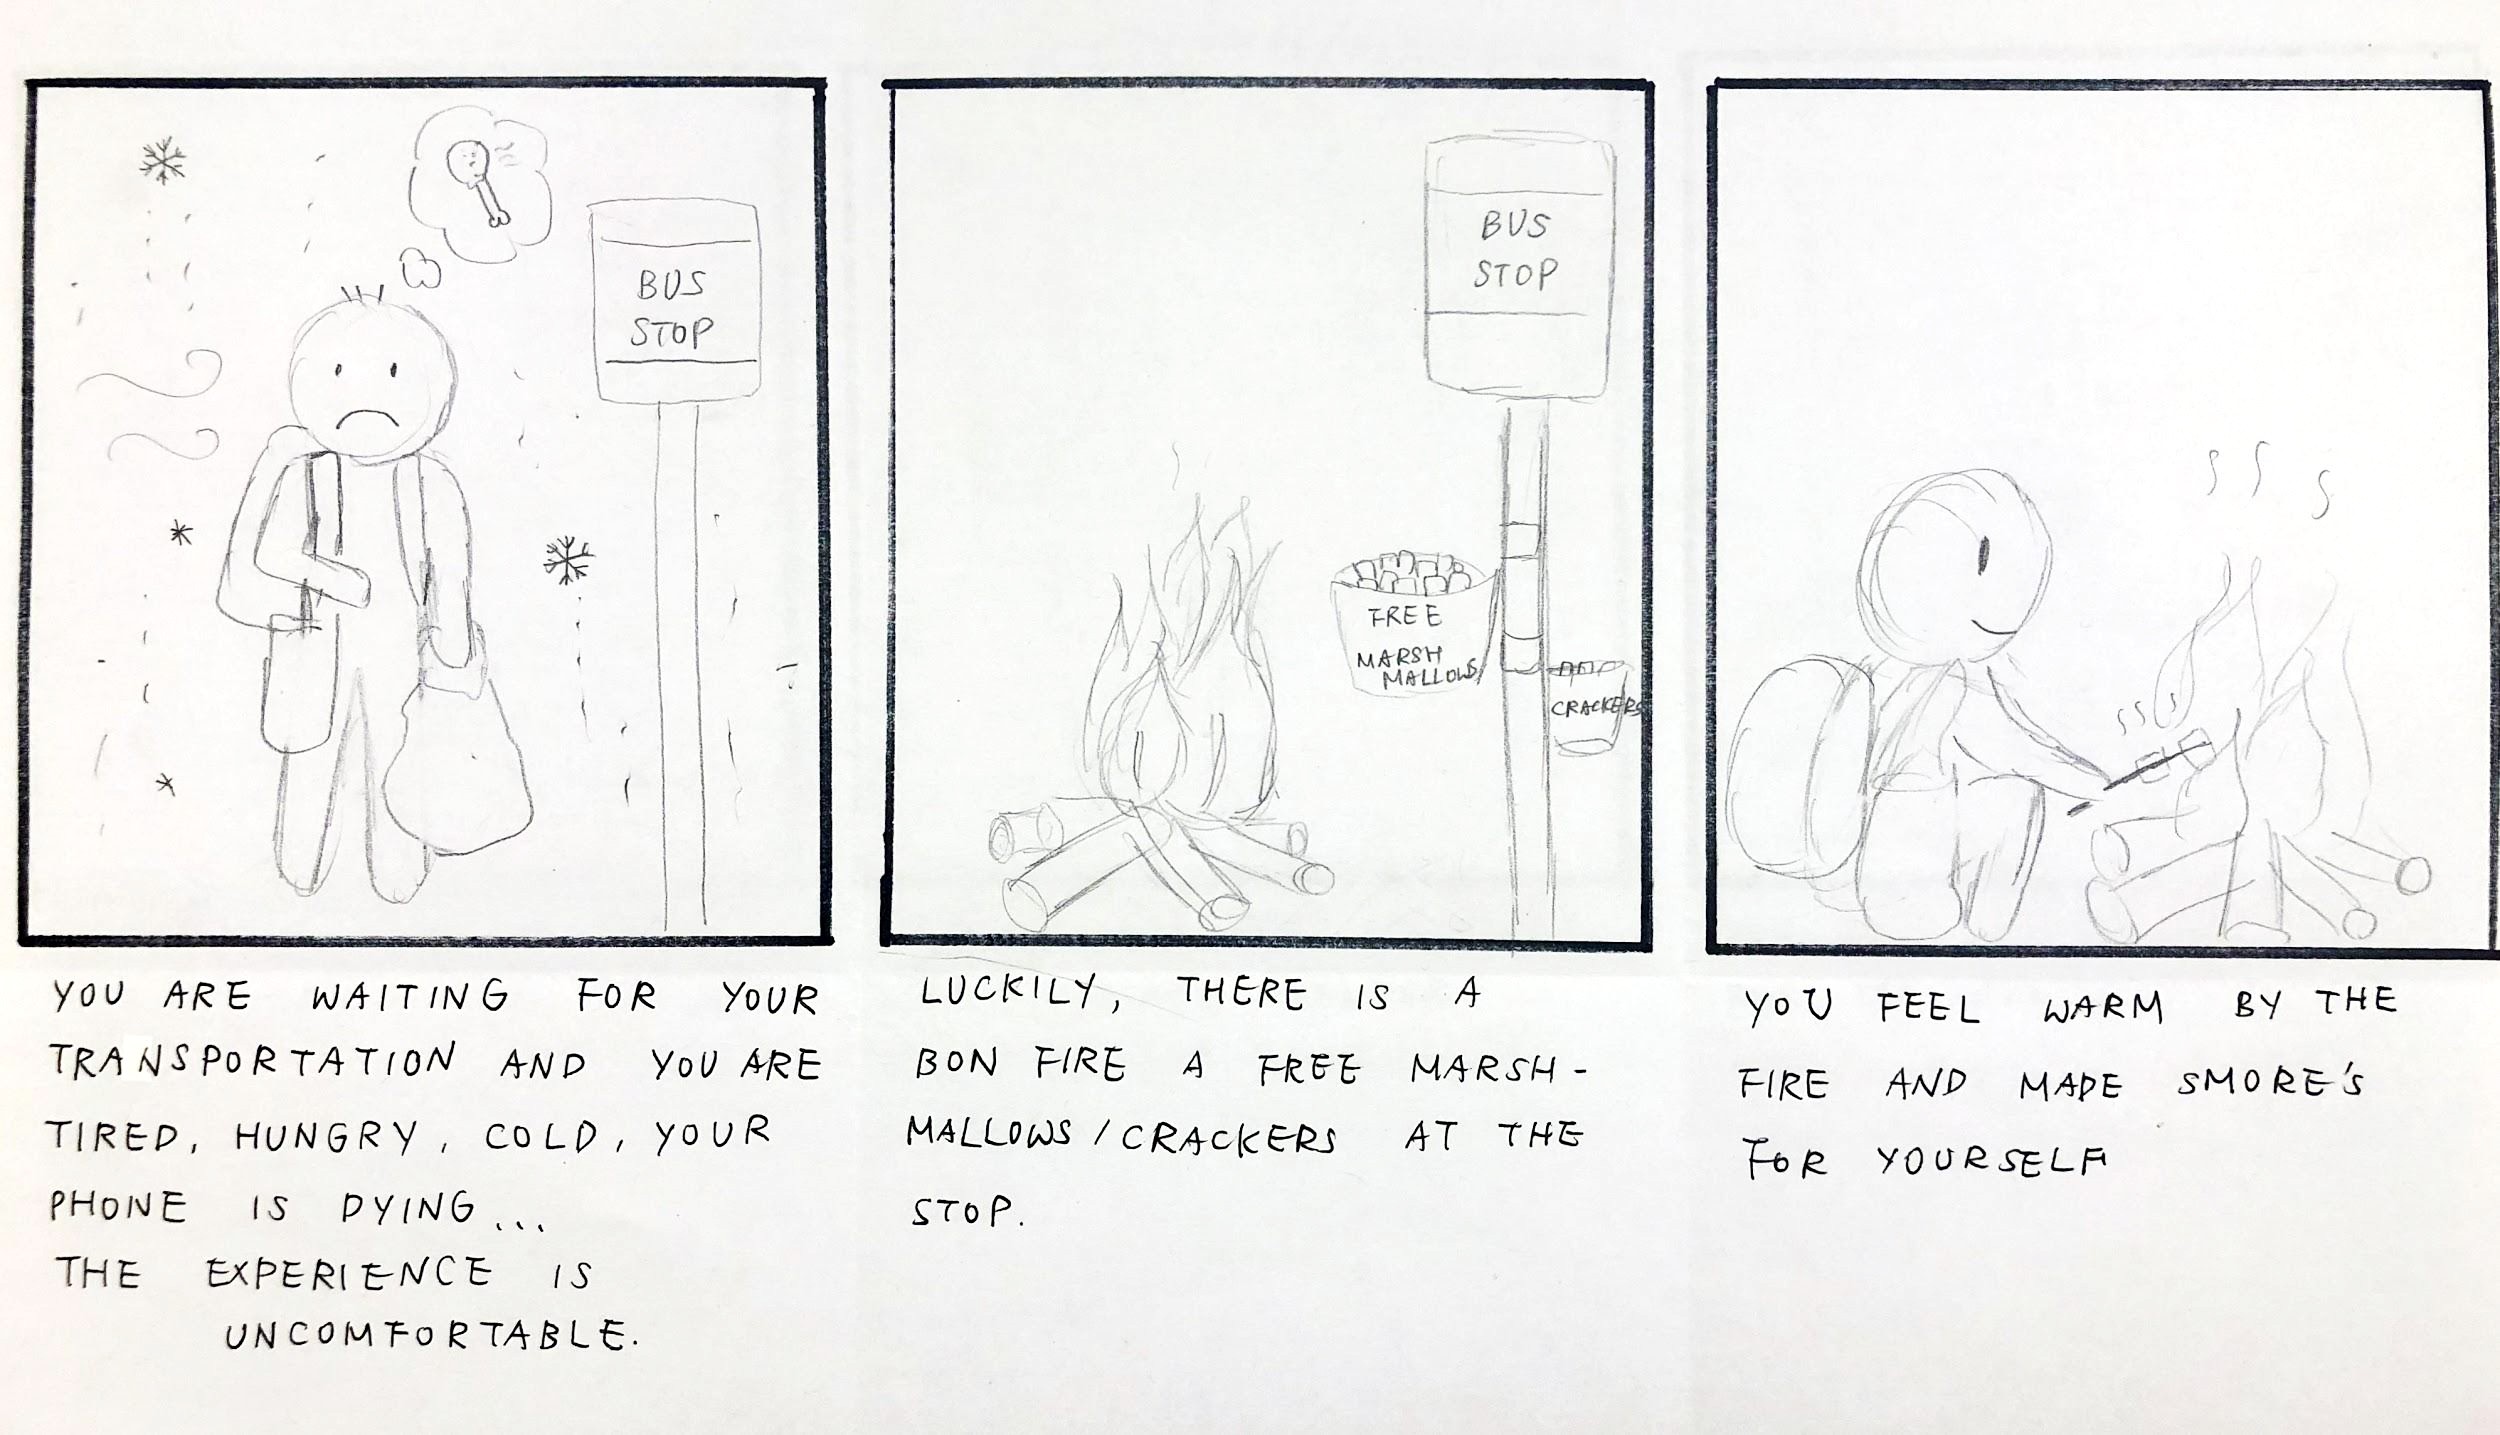 BUS
STOP
YOU ARE WAITING FOR YOUR
TRANSPORTATION AND YOU ARE
TIRED, HUNGRY, COLD, YOUR
PHONE IS DYING...
THE EXPERIENCE IS
UNCOMFORTABLE.
BUS
STOP
FREE
MARSH
MALLOWS
CRACKERS
LUCKILY, THERE IS A
BON FIRE A FREE MARSH-
MALLOWS/CRACKERS AT THE
STOP.
YOU FEEL WARM BY THE
FIRE AND MADE SMORE'S
FOR YOURSELF